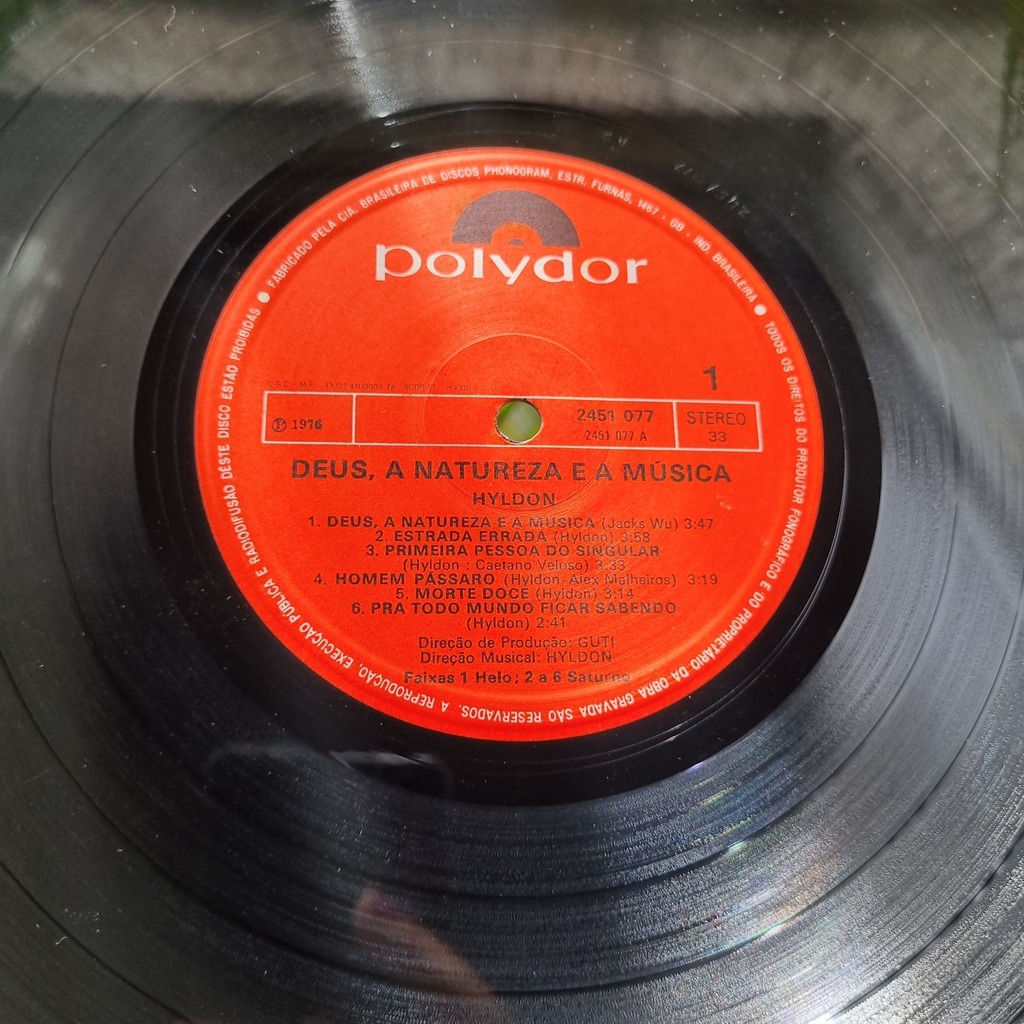 FABRICADO PELA CIA. BRASILEIRA DE DISCOS PHONOGRAM, ESTR. FURNAS, 1467 - GB - IND. BRASILEIRA ● TODOS OS DIREITOS DO PRODUTOR FONOGRÁFICO E DO PROPRIETÁRIO DA OBRA GRAVADA SÃO RESERVADOS. A REPRODUÇÃO, EXECUÇÃO PÚBLICA E RADIODIFUSÃO DESTE DISCO ESTÃO PROIBIDAS ●
polydor
1
C.G.C. M.F.
℗ 1976
2451 077
2451 077 A
STEREO
33
DEUS, A NATUREZA E A MÚSICA
HYLDON
1. DEUS, A NATUREZA E A MÚSICA (Jacks Wu) 3:47
2. ESTRADA ERRADA (Hyldon) 3:58
3. PRIMEIRA PESSOA DO SINGULAR
(Hyldon : Caetano Veloso) 3:33
4. HOMEM PÁSSARO (Hyldon-Alex Malheiros) 3:19
5. MORTE DOCE (Hyldon) 3:14
6. PRA TODO MUNDO FICAR SABENDO
(Hyldon) 2:41
Direção de Produção: GUTI
Direção Musical: HYLDON
Faixas 1 Helo; 2 a 6 Saturno